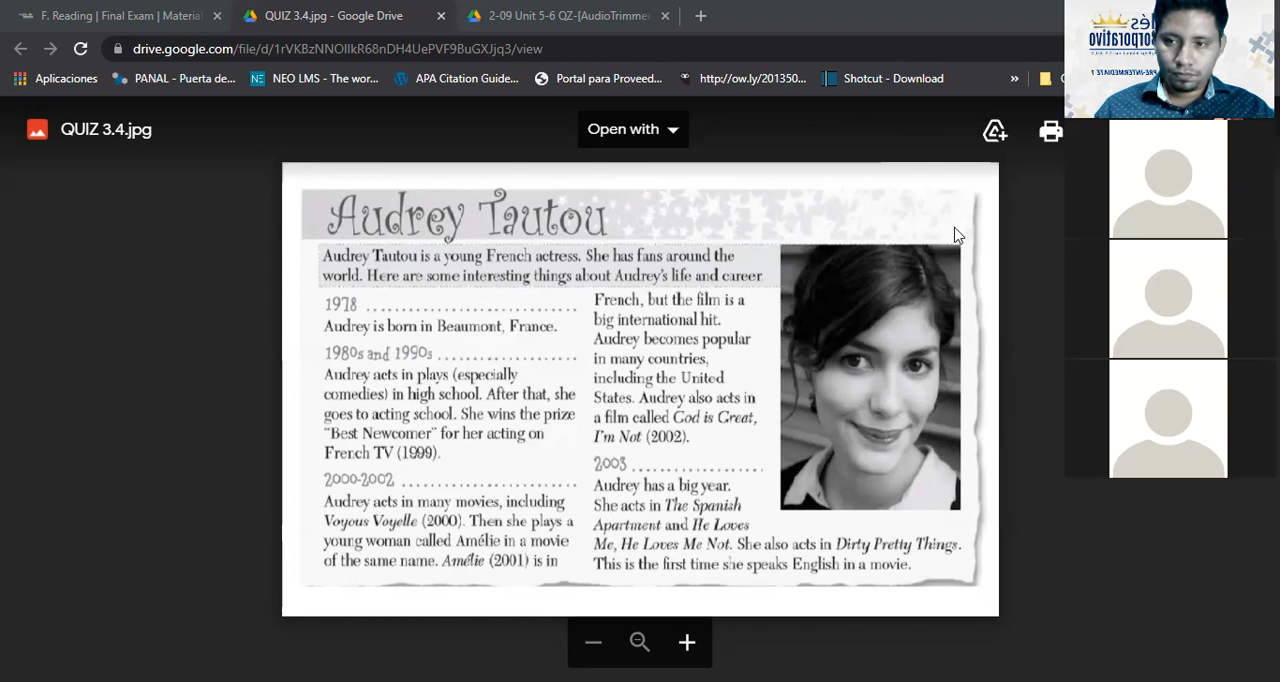 F. Reading | Final Exam | Material
QUIZ 3.4.jpg - Google Drive
2-09 Unit 5-6 QZ-[AudioTrimme
drive.google.com/file/d/1rVKBzNNOIlkR68nDH4UePVF9BuGXJjq3/view
Aplicaciones
PANAL - Puerta de...
NEO LMS - The wor...
APA Citation Guide...
Portal para Proveed...
http://ow.ly/201350...
Shotcut - Download
»
QUIZ 3.4.jpg
Open with
Audrey Tautou
Audrey Tautou is a young French actress. She has fans around the
world. Here are some interesting things about Audrey's life and career
1978
Audrey is born in Beaumont, France.
1980s and 1990s
Audrey acts in plays (especially
comedies) in high school. After that, she
goes to acting school. She wins the prize
"Best Newcomer" for her acting on
French TV (1999).
2000-2002
Audrey acts in many movies, including
Voyous Voyelle (2000). Then she plays a
young woman called Amélie in a movie
of the same name. Amélie (2001) is in
French, but the film is a
big international hit.
Audrey becomes popular
in many countries,
including the United
States. Audrey also acts in
a film called God is Great,
I'm Not (2002).
2003
Audrey has a big year.
She acts in The Spanish
Apartment and He Loves
Me, He Loves Me Not. She also acts in Dirty Pretty Things.
This is the first time she speaks English in a movie.